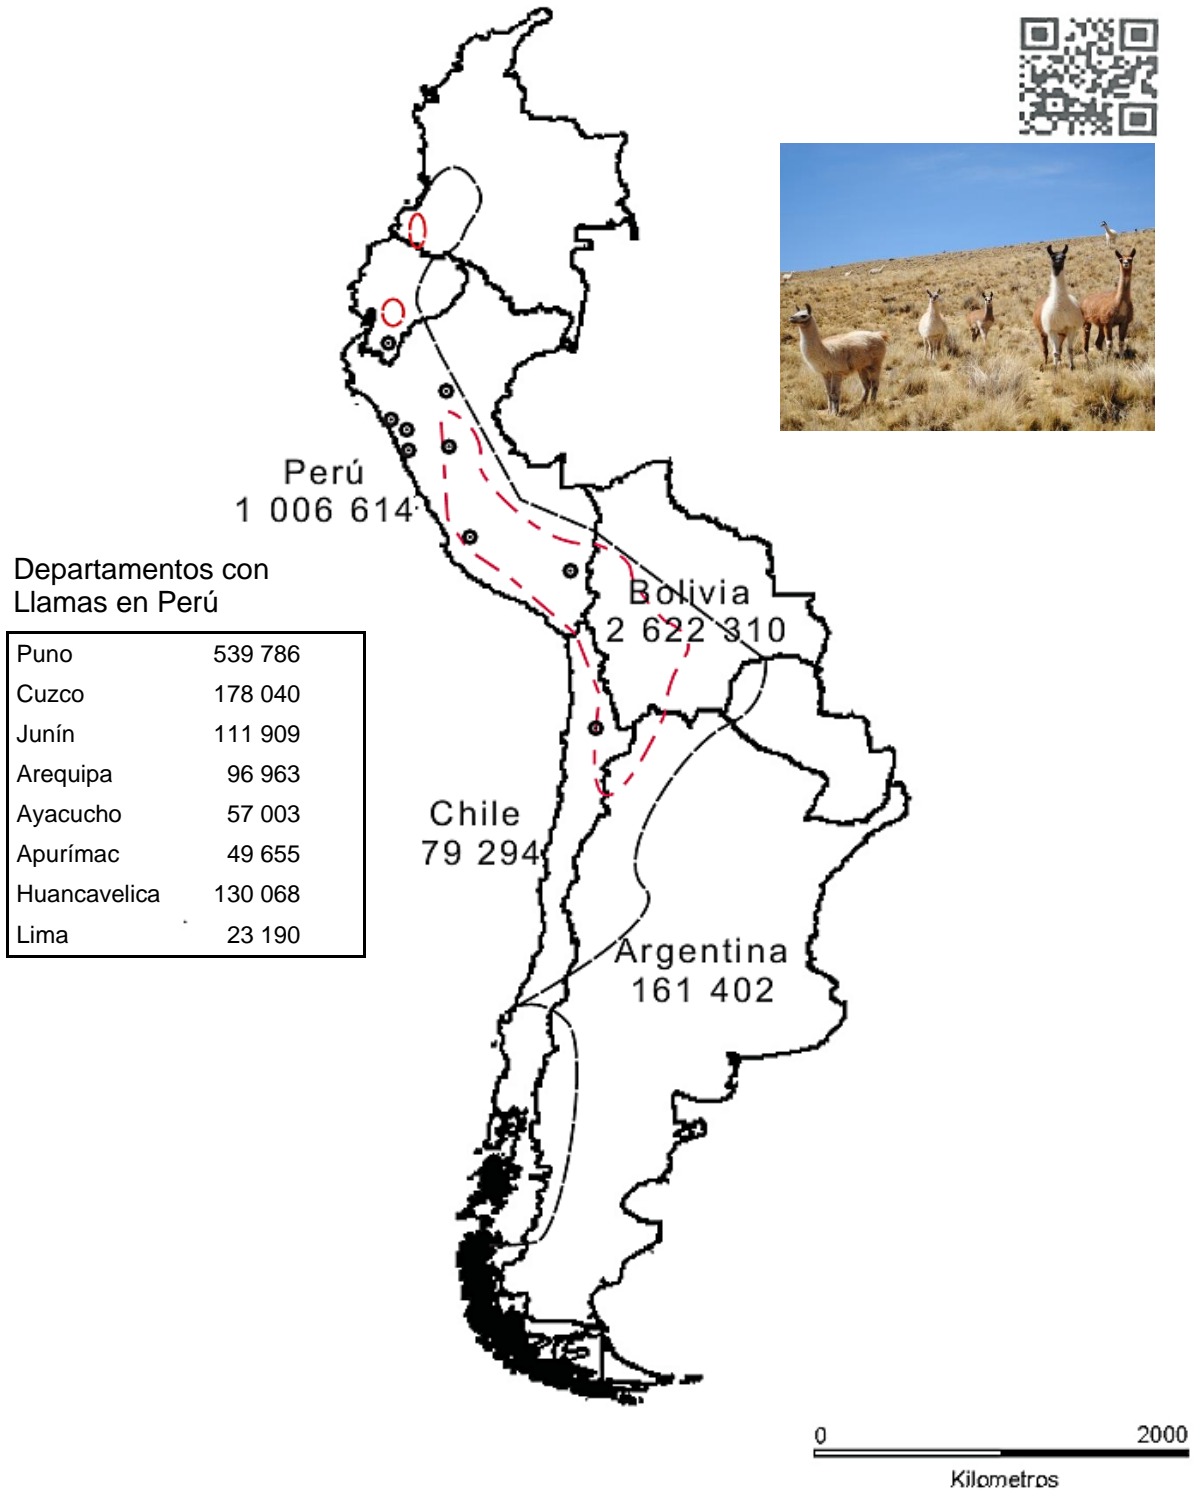 Perú
1 006 614
Departamentos con
Llamas en Perú
Puno 539 786
Cuzco 178 040
Junín 111 909
Arequipa 96 963
Ayacucho 57 003
Apurímac 49 655
Huancavelica 130 068
Lima 23 190
Bolivia
2 622 310
Chile
79 294
Argentina
161 402
0 2000
Kilometros